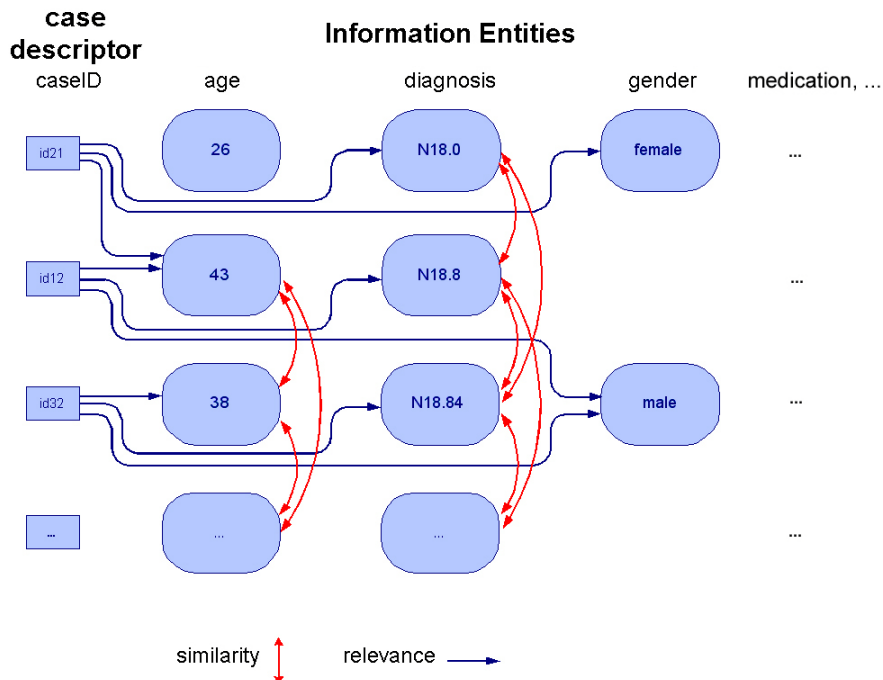 case
descriptor
Information Entities
caseID
age
diagnosis
gender
medication, ...
id21
26
N18.0
female
...
id12
43
N18.8
...
id32
38
N18.84
male
...
...
...
...
...
similarity
relevance